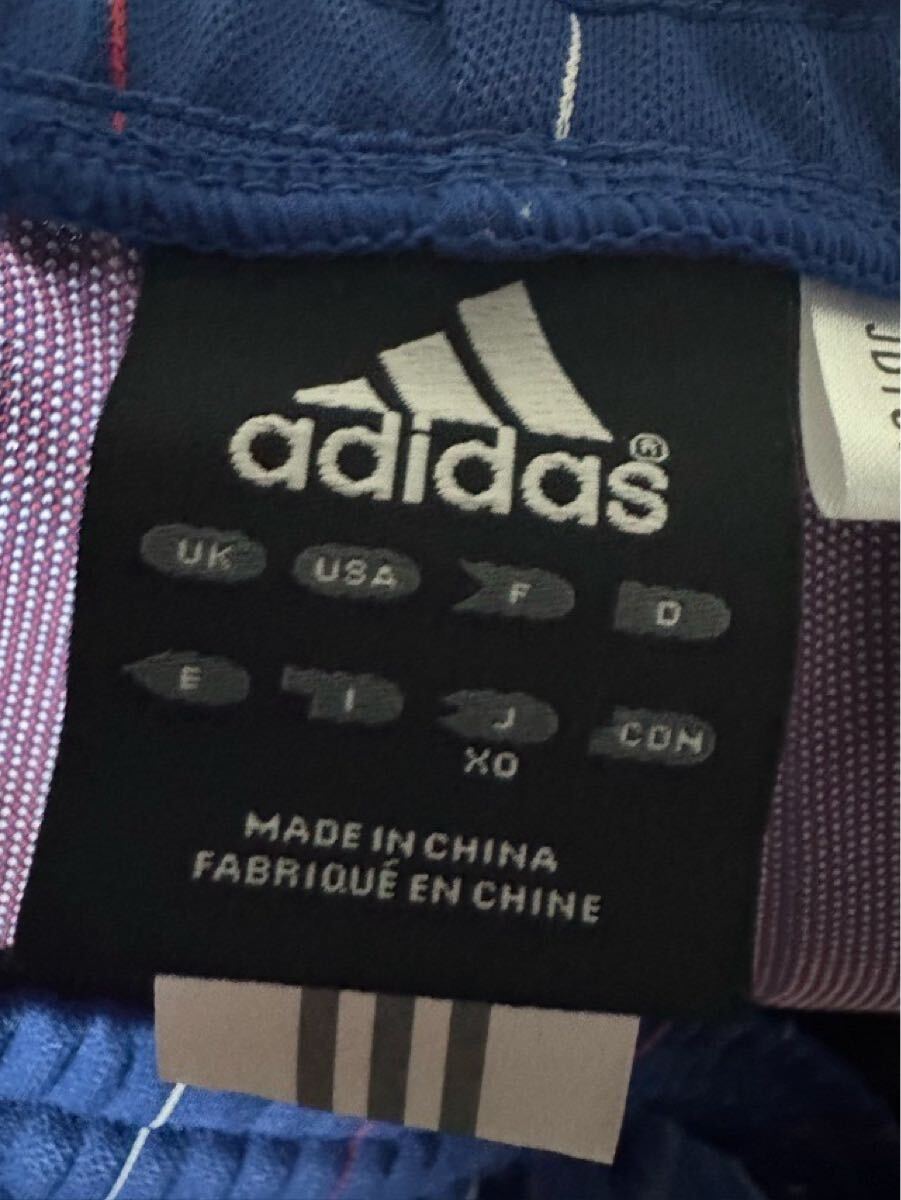 adidas®
UK USA F D
E I J CDN
XO
MADE IN CHINA
FABRIQUÉ EN CHINE